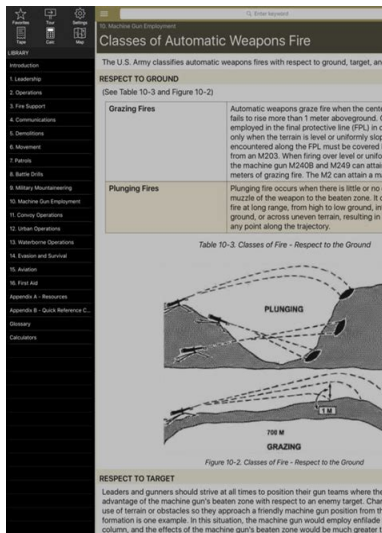 Favorites Tour Settings
Tape Calc Map
LIBRARY
Introduction
1. Leadership
2. Operations
3. Fire Support
4. Communications
5. Demolitions
6. Movement
7. Patrols
8. Battle Drills
9. Military Mountaineering
10. Machine Gun Employment
11. Convoy Operations
12. Urban Operations
13. Waterborne Operations
14. Evasion and Survival
15. Aviation
16. First Aid
Appendix A - Resources
Appendix B - Quick Reference C...
Glossary
Calculators
Enter keyword
10. Machine Gun Employment
Classes of Automatic Weapons Fire
The U.S. Army classifies automatic weapons fires with respect to ground, target, an
RESPECT TO GROUND
(See Table 10-3 and Figure 10-2)
Grazing Fires
Automatic weapons graze fire when the cente
fails to rise more than 1 meter aboveground. 
employed in the final protective line (FPL) in d
only when the terrain is level or uniformly slop
encountered along the FPL must be covered 
from an M203. When firing over level or unifo
the machine gun M240B and M249 can attai
meters of grazing fire. The M2 can attain a m
Plunging Fires
Plunging fire occurs when there is little or no 
muzzle of the weapon to the beaten zone. It o
fire at long range, from high to low ground, in
ground, or across uneven terrain, resulting in
any point along the trajectory.
Table 10-3. Classes of Fire - Respect to the Ground
PLUNGING
1 M
700 M
GRAZING
Figure 10-2. Classes of Fire - Respect to the Ground
RESPECT TO TARGET
Leaders and gunners should strive at all times to position their gun teams where the
advantage of the machine gun's beaten zone with respect to an enemy target. Chan
use of terrain or obstacles so they approach a friendly machine gun position from th
formation is one example. In this situation, the machine gun would employ enfilade
column, and the effects of the machine gun's beaten zone would be much greater t